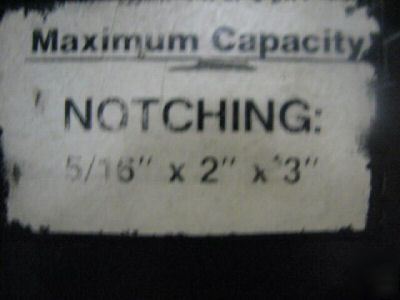 Maximum Capacity
NOTCHING:
5/16" x 2" x 3"